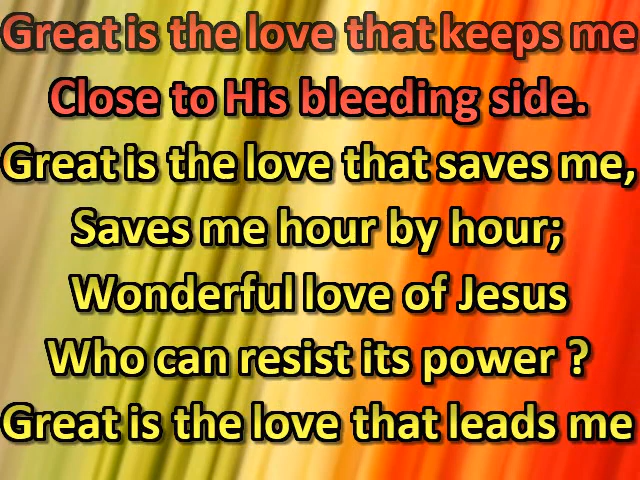 Great is the love that keeps me
Close to His bleeding side.
Great is the love that saves me,
Saves me hour by hour;
Wonderful love of Jesus
Who can resist its power ?
Great is the love that leads me